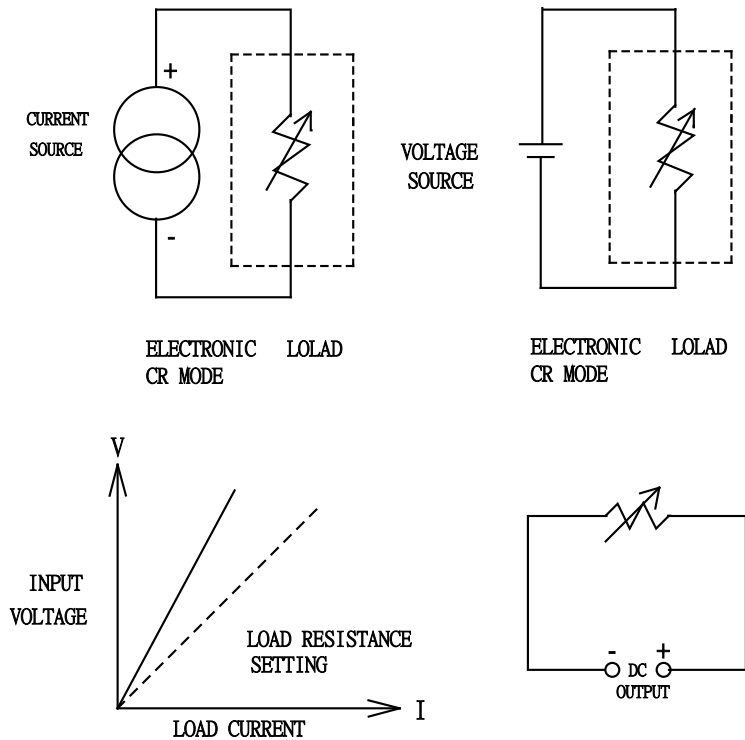 +
CURRENT
SOURCE
-
ELECTRONIC LOLAD
CR MODE
VOLTAGE
SOURCE
ELECTRONIC LOLAD
CR MODE
V
INPUT
VOLTAGE
LOAD RESISTANCE
SETTING
I
LOAD CURRENT
- +
DC
OUTPUT